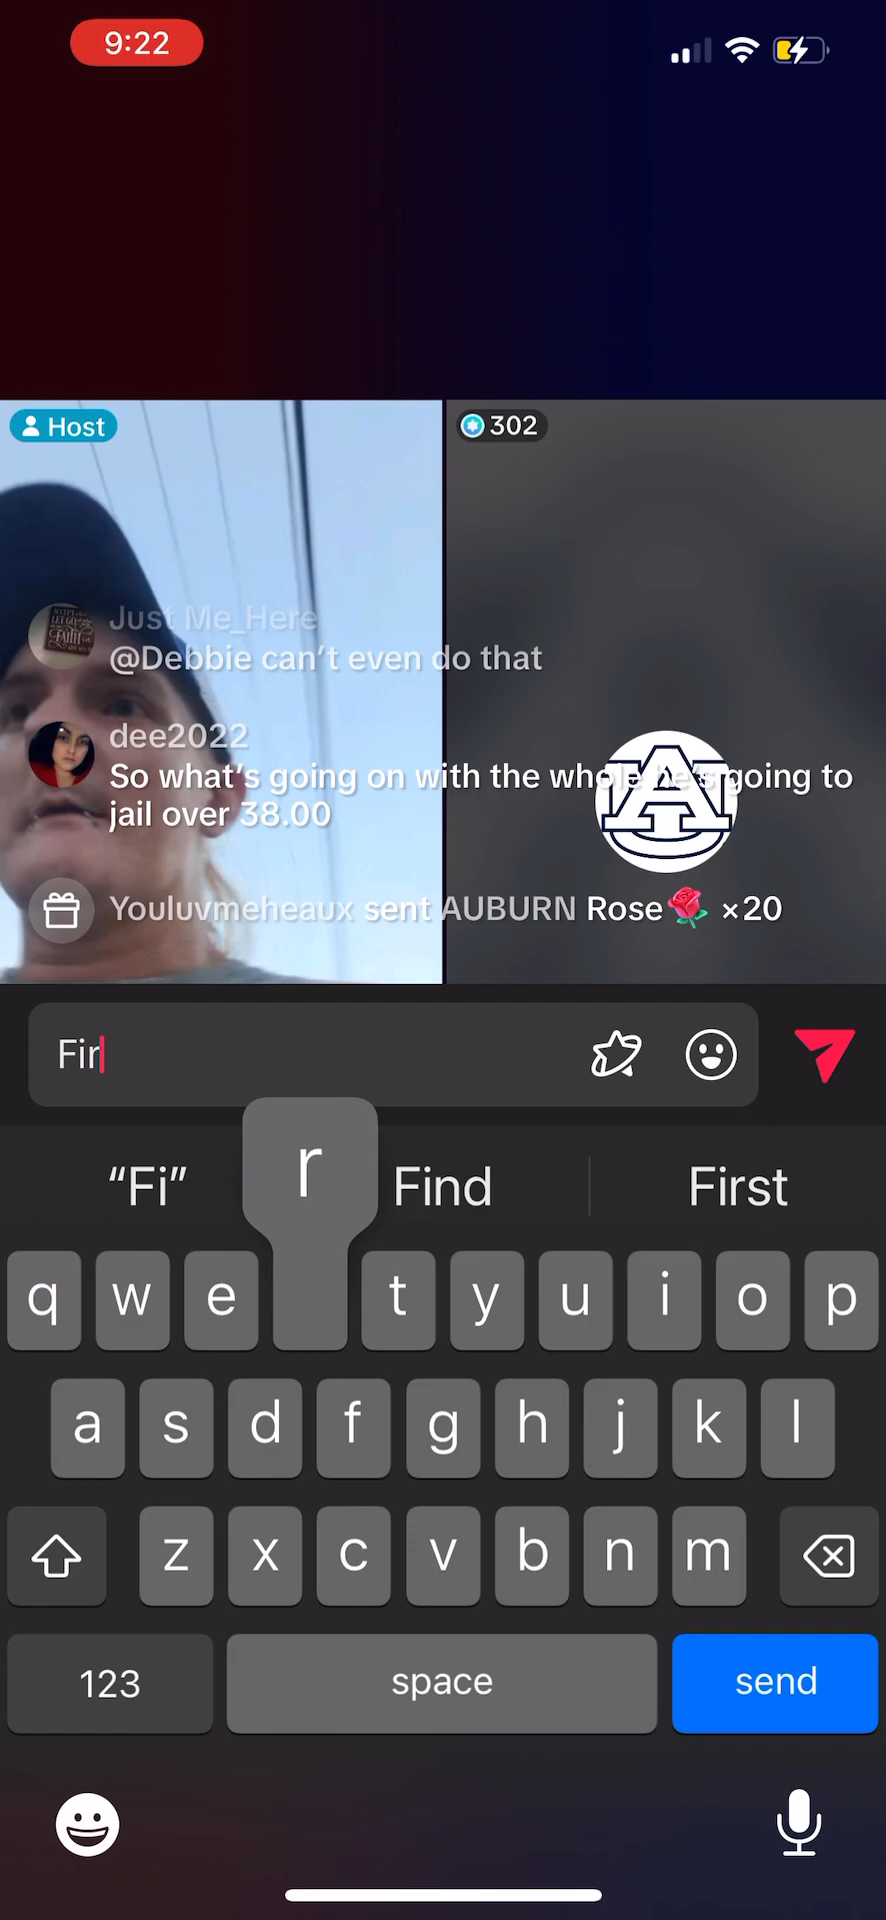 9:22
Host
302
Just Me_Here
@Debbie can't even do that
dee2022
So what's going on with the whole he's going to
jail over 38.00
Youluvmeheaux sent AUBURN Rose🌹 ×20
Fir
"Fi" Find First
r
q w e t y u i o p
a s d f g h j k l
z x c v b n m
123 space send